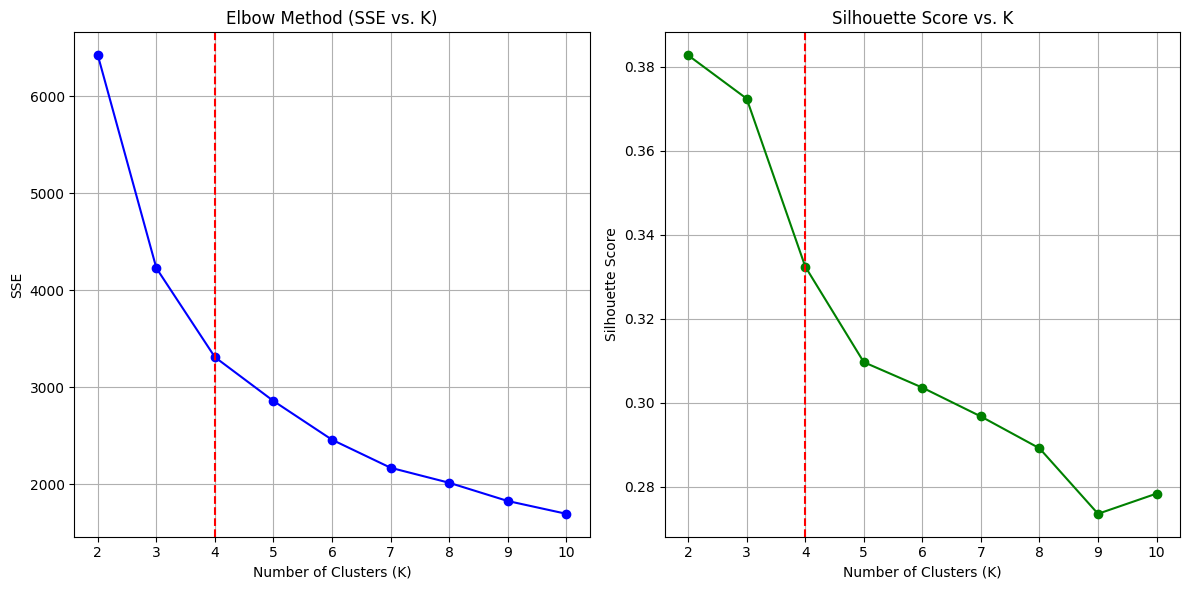 Elbow Method (SSE vs. K)
SSE
6000
5000
4000
3000
2000
2 3 4 5 6 7 8 9 10
Number of Clusters (K)
Silhouette Score vs. K
Silhouette Score
0.38
0.36
0.34
0.32
0.30
0.28
2 3 4 5 6 7 8 9 10
Number of Clusters (K)